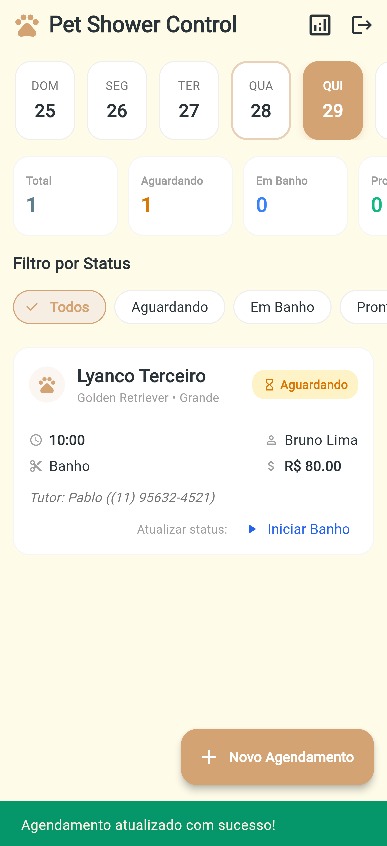 Pet Shower Control
DOM SEG TER QUA QUI
25 26 27 28 29
Total Aguardando Em Banho Pro
1 1 0 0
Filtro por Status
Todos Aguardando Em Banho Pron
Lyanco Terceiro
Golden Retriever • Grande
Aguardando
10:00 Bruno Lima
Banho $ R$ 80.00
Tutor: Pablo ((11) 95632-4521)
Atualizar status: Iniciar Banho
+ Novo Agendamento
Agendamento atualizado com sucesso!